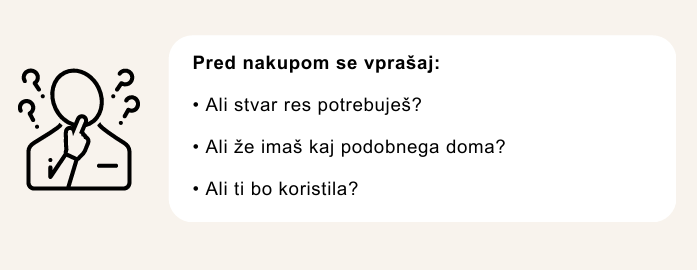 Pred nakupom se vprašaj:
• Ali stvar res potrebuješ?
• Ali že imaš kaj podobnega doma?
• Ali ti bo koristila?